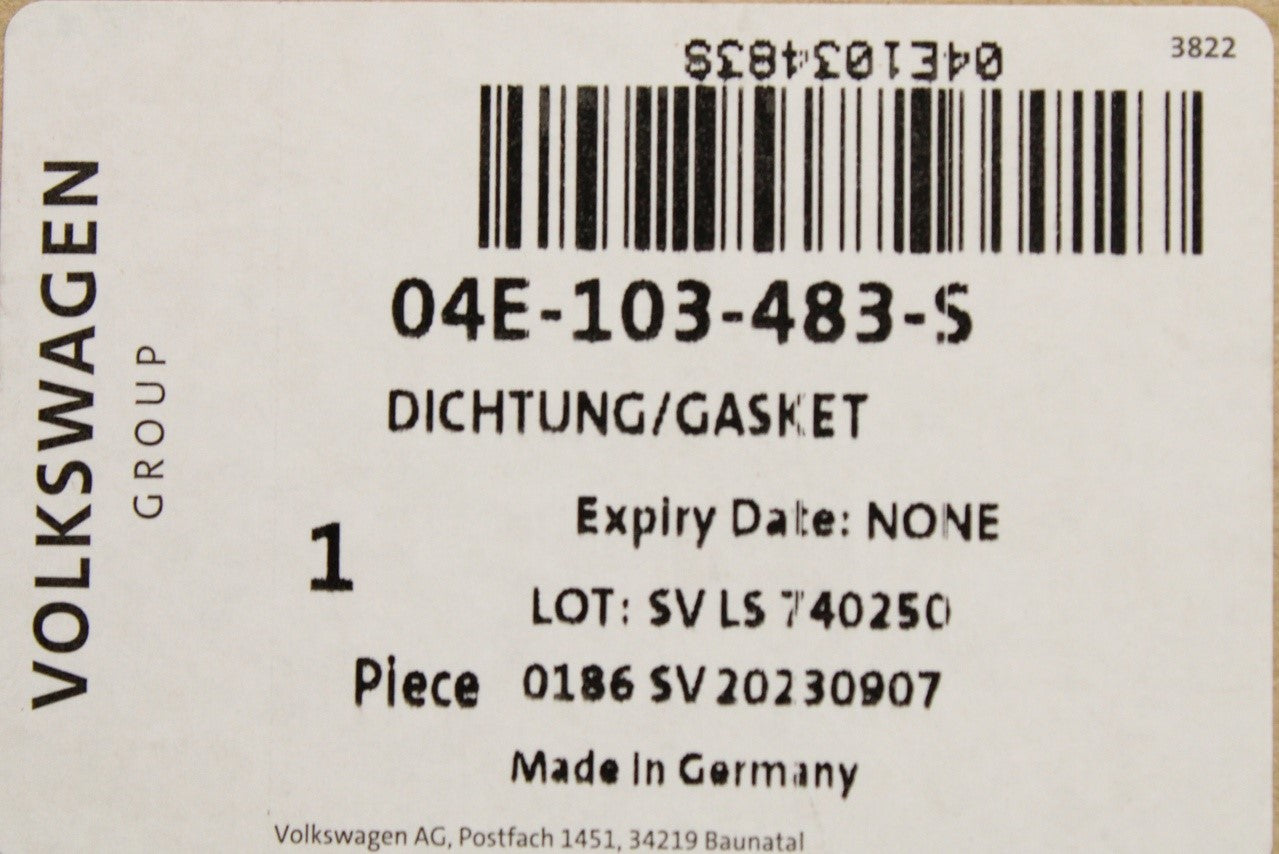 04E103483S
3822
VOLKSWAGEN
GROUP
04E-103-483-S
DICHTUNG/GASKET
Expiry Date: NONE
1
LOT: SV LS 740250
Piece 0186 SV 20230907
Made in Germany
Volkswagen AG, Postfach 1451, 34219 Baunatal